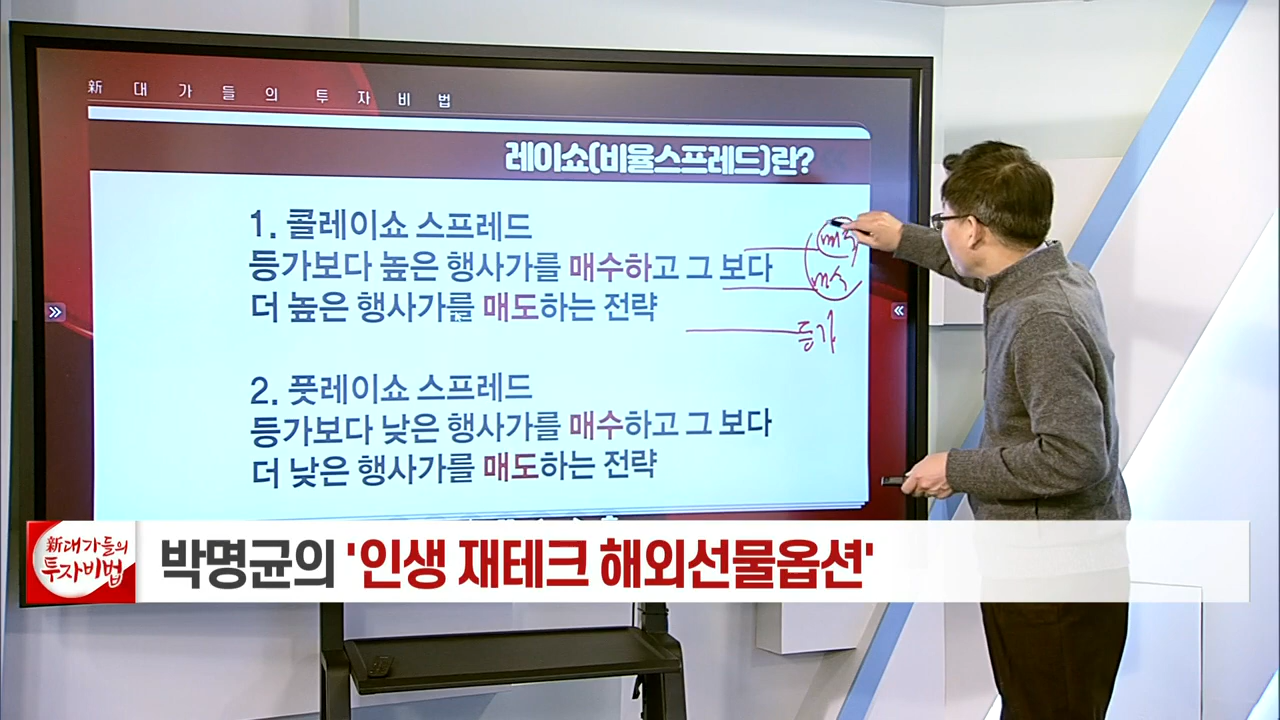 新대가들의투자비법
레이쇼(비율스프레드)란?
1. 콜레이쇼 스프레드
등가보다 높은 행사가를 매수하고 그 보다
더 높은 행사가를 매도하는 전략
매수
등가
2. 풋레이쇼 스프레드
등가보다 낮은 행사가를 매수하고 그 보다
더 낮은 행사가를 매도하는 전략
新대가들의
투자비법
박명균의 '인생 재테크 해외선물옵션'